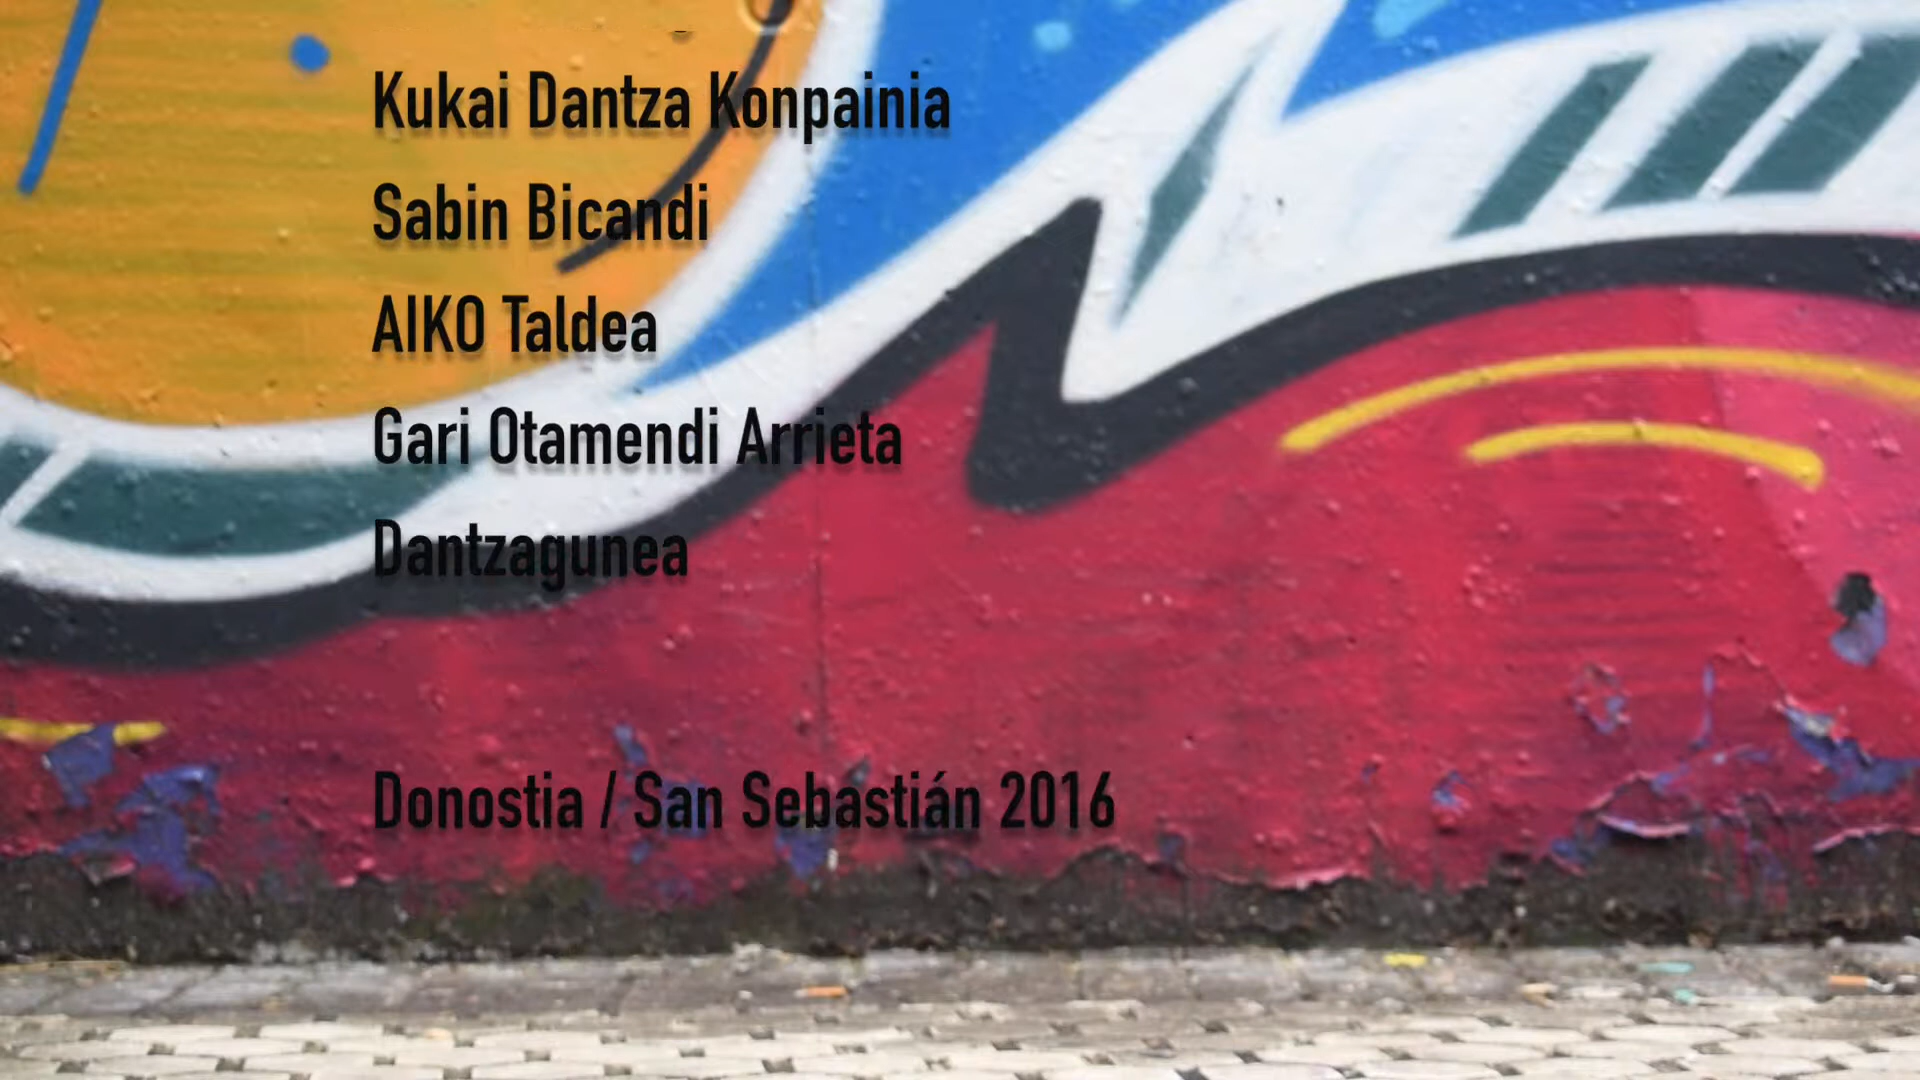 Kukai Dantza Konpainia
Sabin Bicandi
AIKO Taldea
Gari Otamendi Arrieta
Dantzagunea
Donostia / San Sebastián 2016